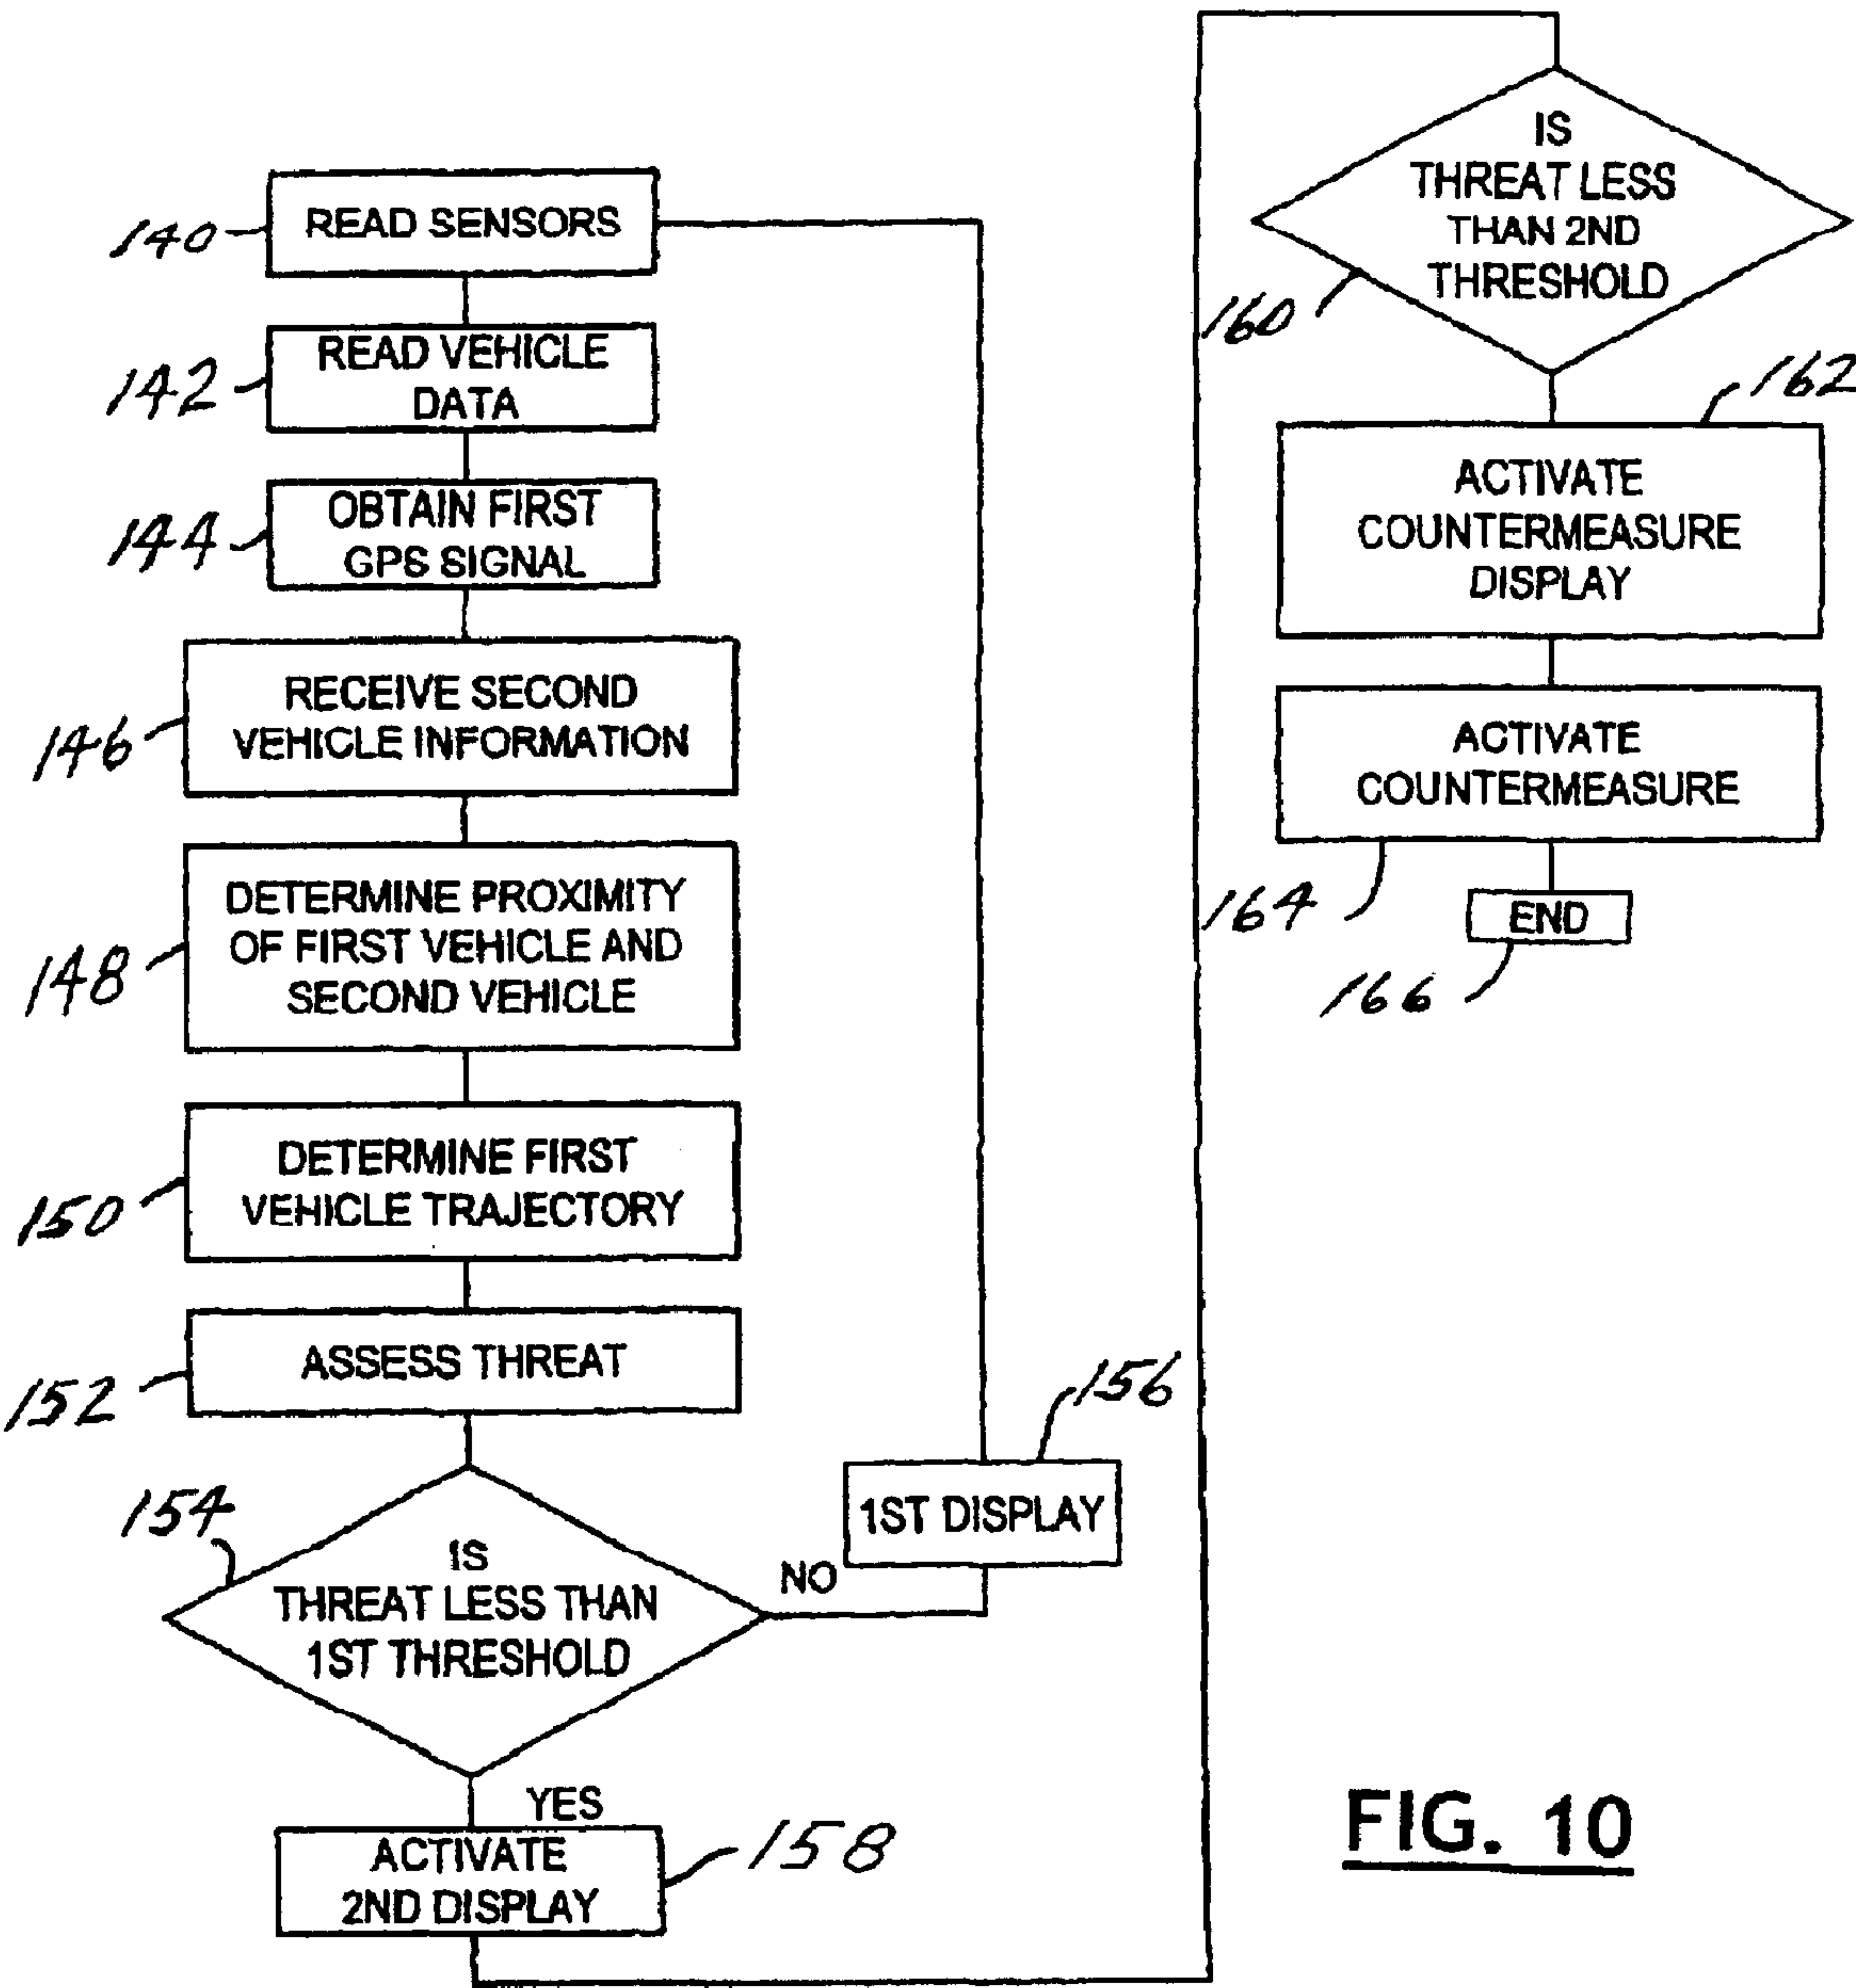 140
READ SENSORS
142
READ VEHICLE
DATA
144
OBTAIN FIRST
GPS SIGNAL
146
RECEIVE SECOND
VEHICLE INFORMATION
148
DETERMINE PROXIMITY
OF FIRST VEHICLE AND
SECOND VEHICLE
150
DETERMINE FIRST
VEHICLE TRAJECTORY
152
ASSESS THREAT
154
IS
THREAT LESS THAN
1ST THRESHOLD
NO
156
1ST DISPLAY
YES
158
ACTIVATE
2ND DISPLAY
160
IS
THREAT LESS
THAN 2ND
THRESHOLD
162
ACTIVATE
COUNTERMEASURE
DISPLAY
164
ACTIVATE
COUNTERMEASURE
166
END
FIG. 10